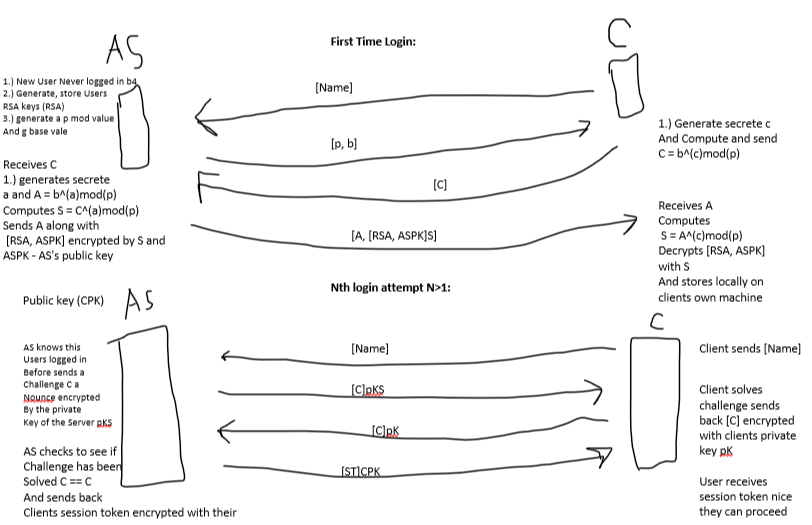 First Time Login:
AS
C
1.) New User Never logged in b4
2.) Generate, store Users
RSA keys (RSA)
3.) generate a p mod value
And g base vale
[Name]
[p, b]
1.) Generate secrete c
And Compute and send
C = b^(c)mod(p)
Receives C
1.) generates secrete
a and A = b^(a)mod(p)
Computes S = C^(a)mod(p)
Sends A along with
[RSA, ASPK] encrypted by S and
ASPK - AS's public key
[C]
[A, [RSA, ASPK]S]
Receives A
Computes
S = A^(c)mod(p)
Decrypts [RSA, ASPK]
with S
And stores locally on
clients own machine
Nth login attempt N>1:
Public key (CPK)
AS
C
AS knows this
Users logged in
Before sends a
Challenge C a
Nounce encrypted
By the private
Key of the Server pKS
[Name]
Client sends [Name]
[C]pKS
Client solves
challenge sends
back [C] encrypted
with clients private
key pK
[C]pK
AS checks to see if
Challenge has been
Solved C == C
And sends back
Clients session token encrypted with their
[ST]CPK
User receives
session token nice
they can proceed